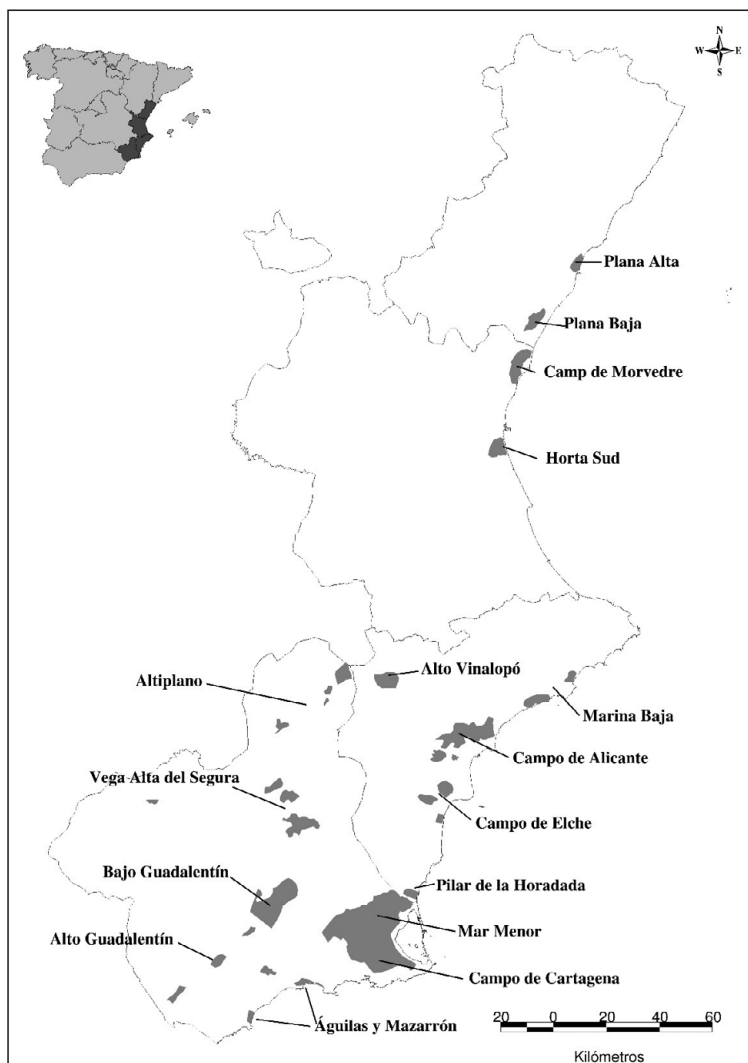 N
W E
S
Plana Alta
Plana Baja
Camp de Morvedre
Horta Sud
Alto Vinalopó
Altiplano
Marina Baja
Campo de Alicante
Vega Alta del Segura
Campo de Elche
Bajo Guadalentín
Pilar de la Horadada
Mar Menor
Alto Guadalentín
Campo de Cartagena
Águilas y Mazarrón
20 0 20 40 60
Kilómetros